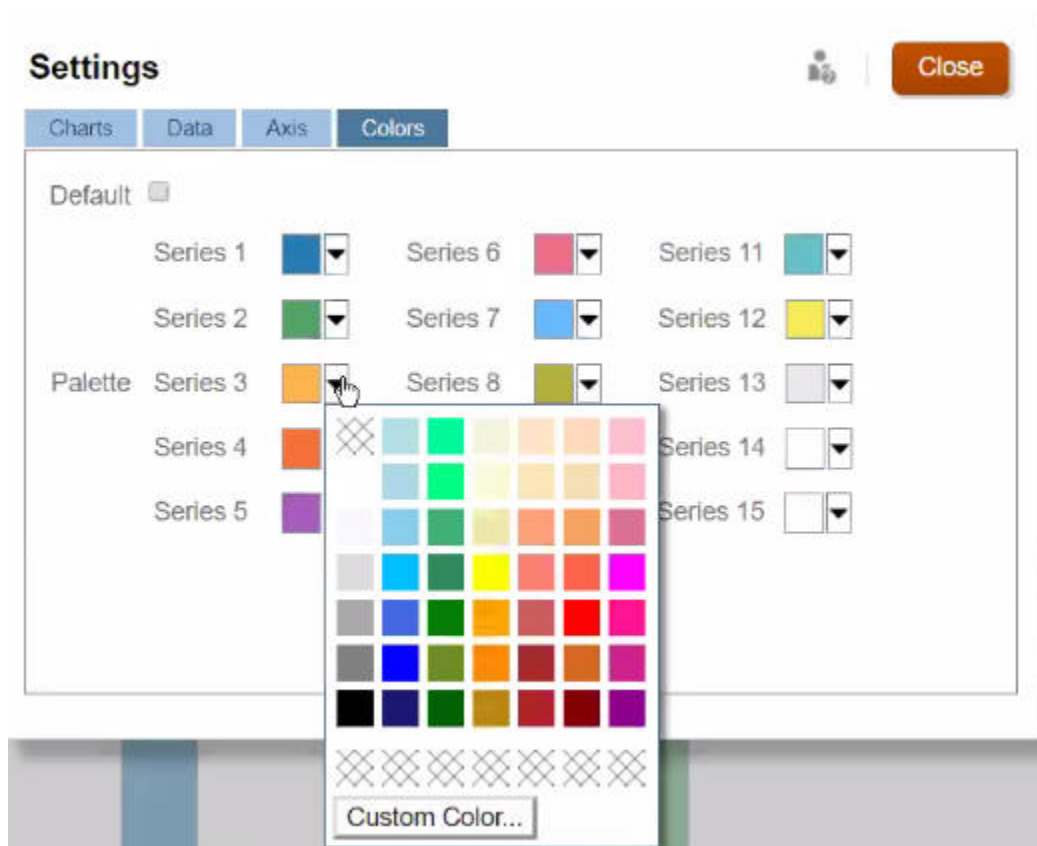 Settings
Close
Charts Data Axis Colors
Default
Series 1 Series 6 Series 11
Series 2 Series 7 Series 12
Palette Series 3 Series 8 Series 13
Series 4 Series 14
Series 5 Series 15
Custom Color...